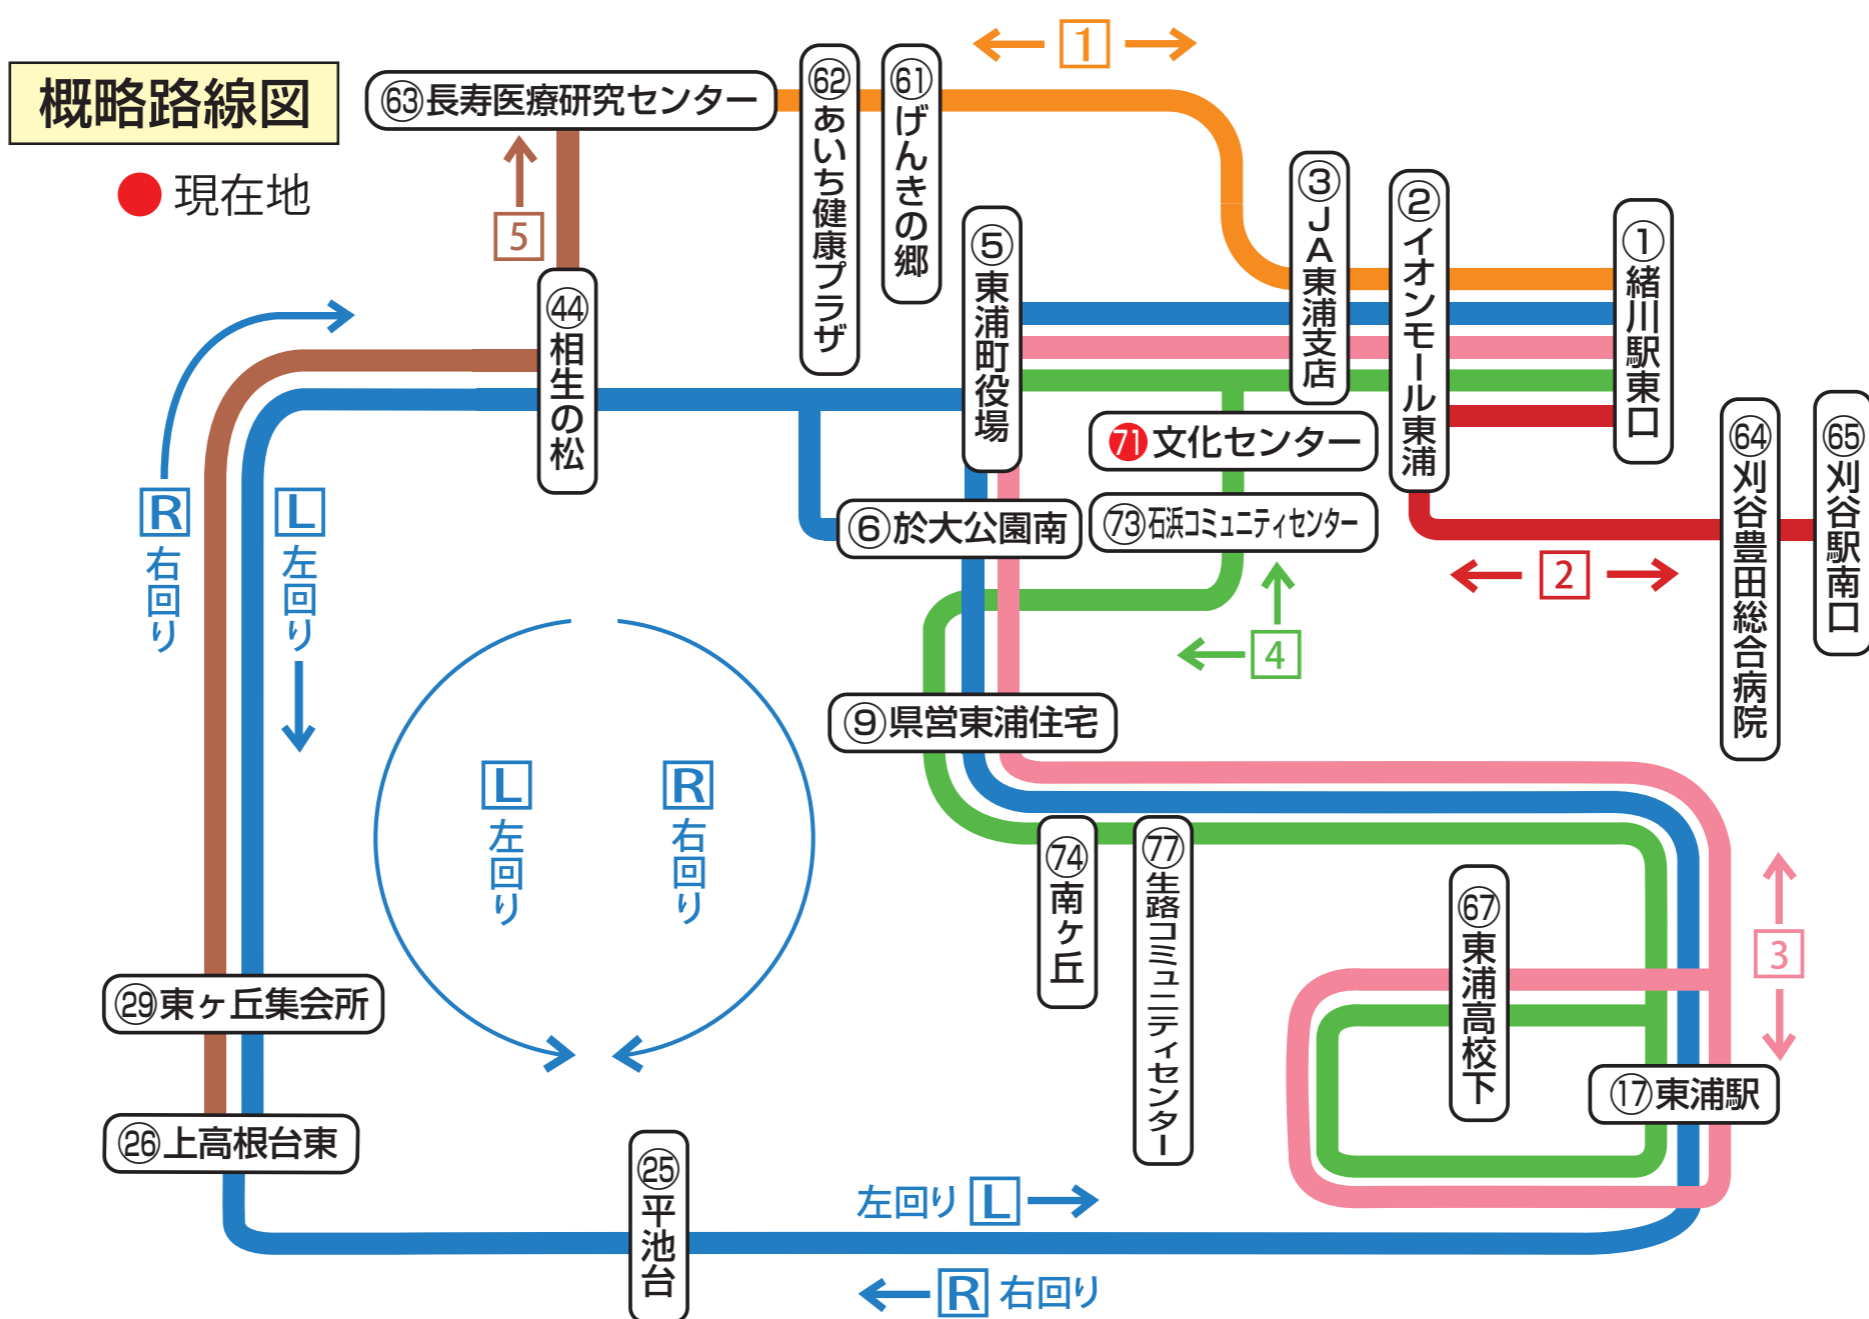 概略路線図
現在地
1
㊿63長寿医療研究センター
62あいち健康プラザ
61げんきの郷
③JA東浦支店
②イオンモール東浦
①緒川駅東口
⑤東浦町役場
5
㊹相生の松
71文化センター
64刈谷豊田総合病院
65刈谷駅南口
R
右回り
L
左回り
⑥於大公園南
73石浜コミュニティセンター
2
4
⑨県営東浦住宅
L
左回り
R
右回り
74南ヶ丘
77生路コミュニティセンター
67東浦高校下
3
㉙東ヶ丘集会所
⑰東浦駅
㉖上高根台東
㉕平池台
左回り L
R 右回り